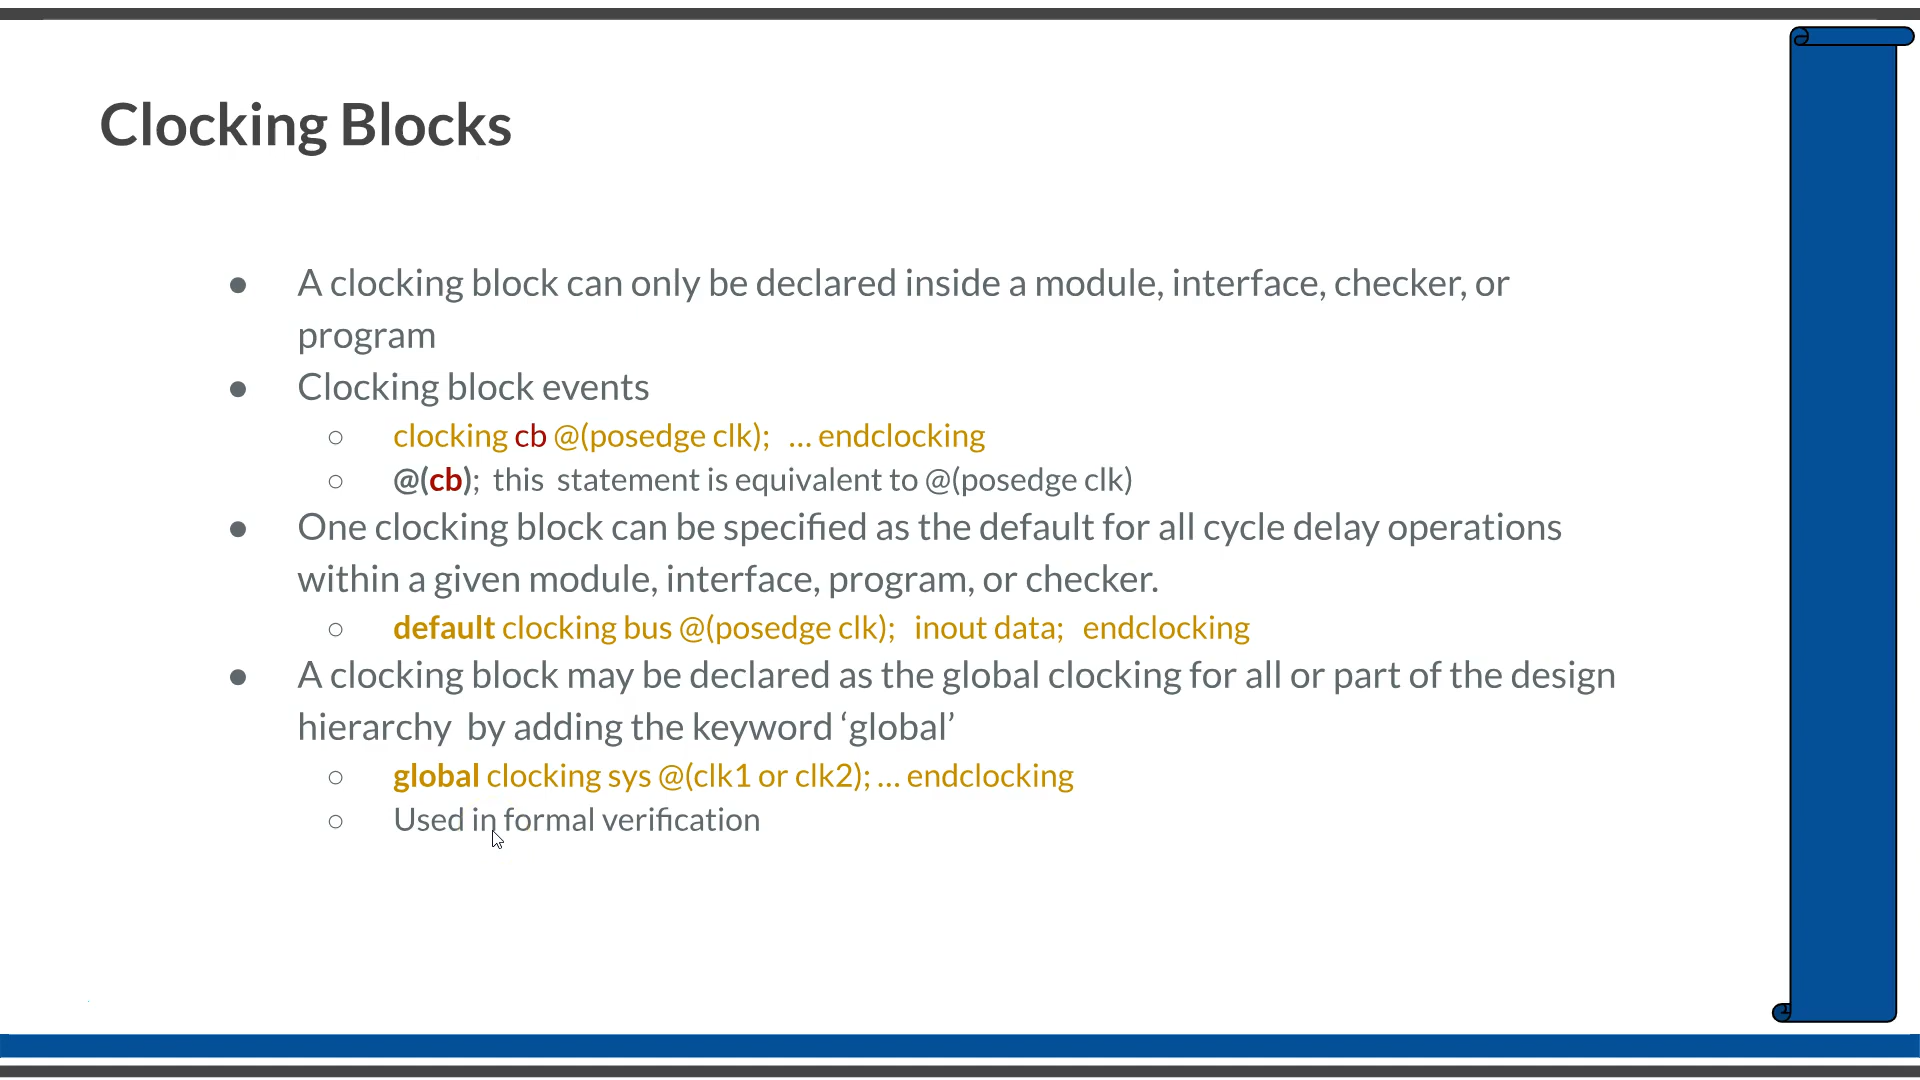 Clocking Blocks
● A clocking block can only be declared inside a module, interface, checker, or
program
● Clocking block events
○ clocking cb @(posedge clk);   … endclocking
○ @(cb);  this  statement is equivalent to @(posedge clk)
● One clocking block can be specified as the default for all cycle delay operations
within a given module, interface, program, or checker.
○ default clocking bus @(posedge clk);   inout data;   endclocking
● A clocking block may be declared as the global clocking for all or part of the design
hierarchy  by adding the keyword ‘global’
○ global clocking sys @(clk1 or clk2); … endclocking
○ Used in formal verification